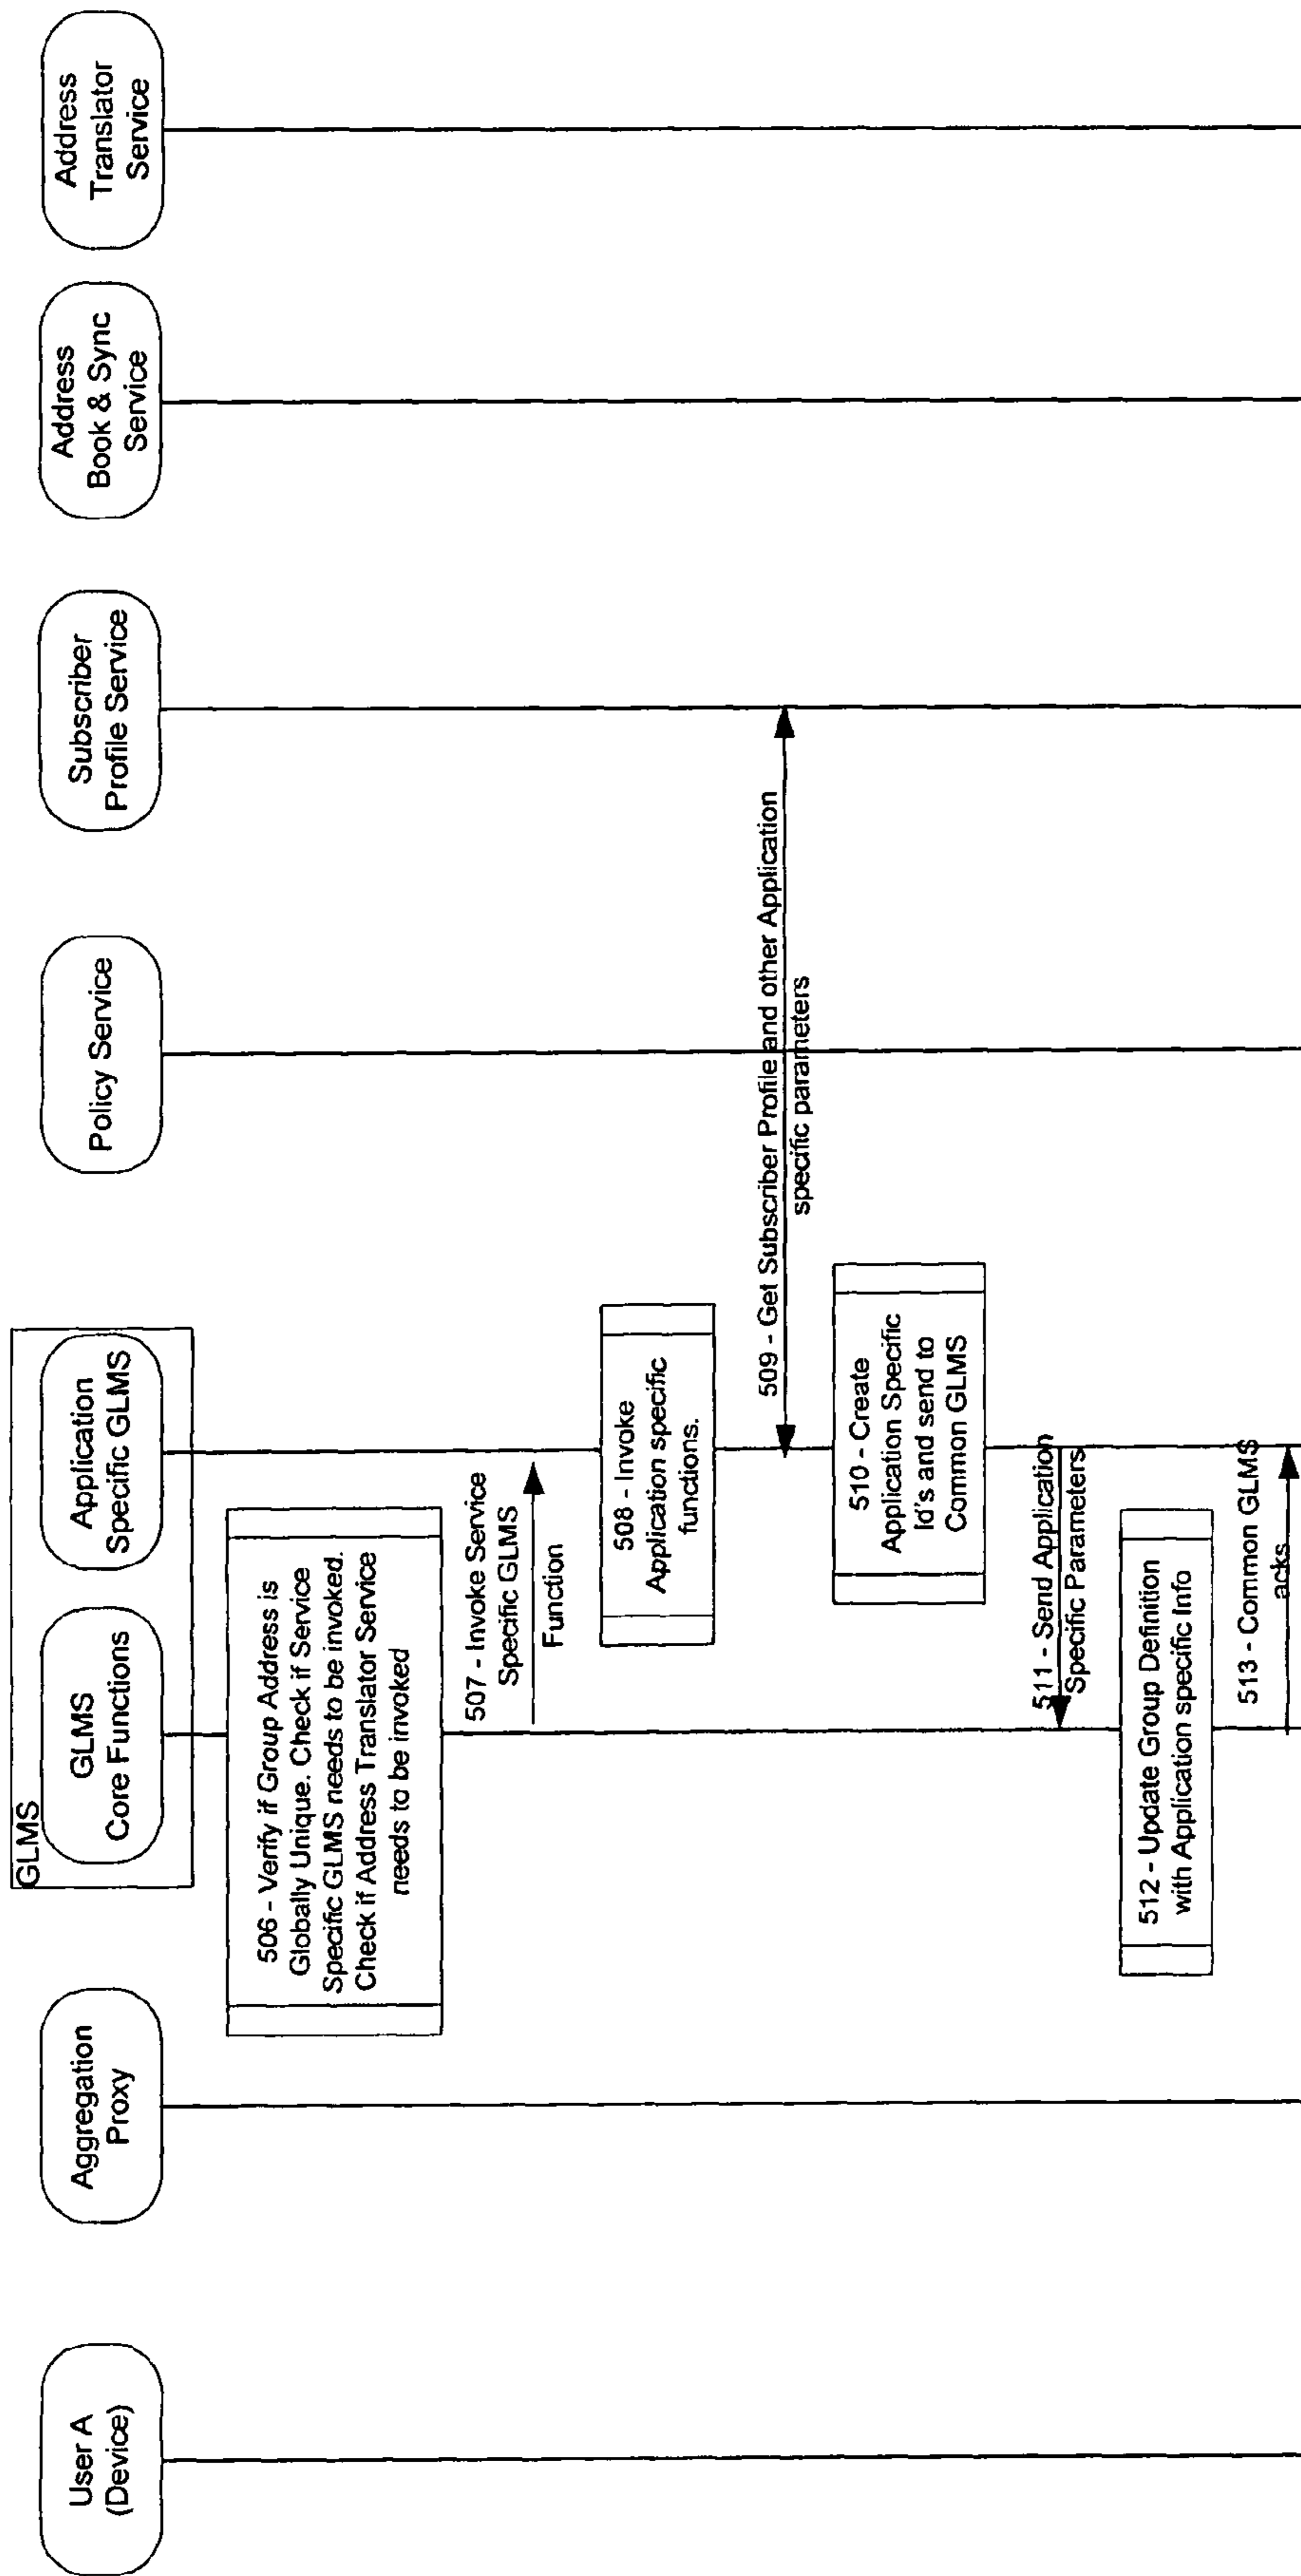 User A
(Device)
Aggregation
Proxy
GLMS
GLMS
Core Functions
Application
Specific GLMS
Policy Service
Subscriber
Profile Service
Address
Book & Sync
Service
Address
Translator
Service
506 - Verify if Group Address is
Globally Unique. Check if Service
Specific GLMS needs to be invoked.
Check if Address Translator Service
needs to be invoked
507 - Invoke Service
Specific GLMS
Function
508 - Invoke
Application specific
functions.
509 - Get Subscriber Profile and other Application
specific parameters
510 - Create
Application Specific
Id's and send to
Common GLMS
511 - Send Application
Specific Parameters
512 - Update Group Definition
with Application specific Info
513 - Common GLMS
acks